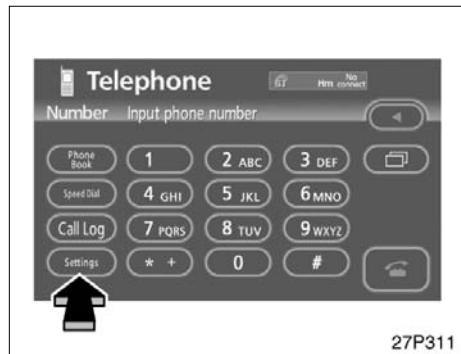 Telephone
Hm No connect
Number Input phone number
Phone Book 1 2 ABC 3 DEF
Speed Dial 4 GHI 5 JKL 6 MNO
Call Log 7 PQRS 8 TUV 9 WXYZ
Settings * + 0 #
27P311